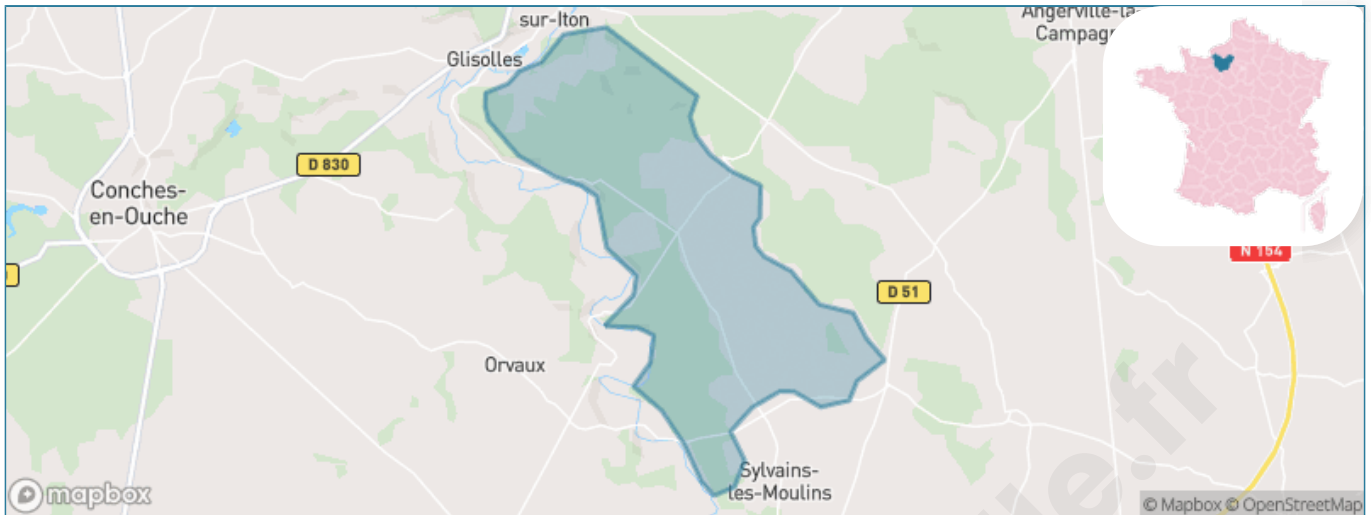 sur-Iton
Glisolles
Angerville-la-
Campagn
D 830
Conches-
en-Ouche
N 154
D 51
Orvaux
Sylvains-
les-Moulins
mapbox
© Mapbox © OpenStreetMap